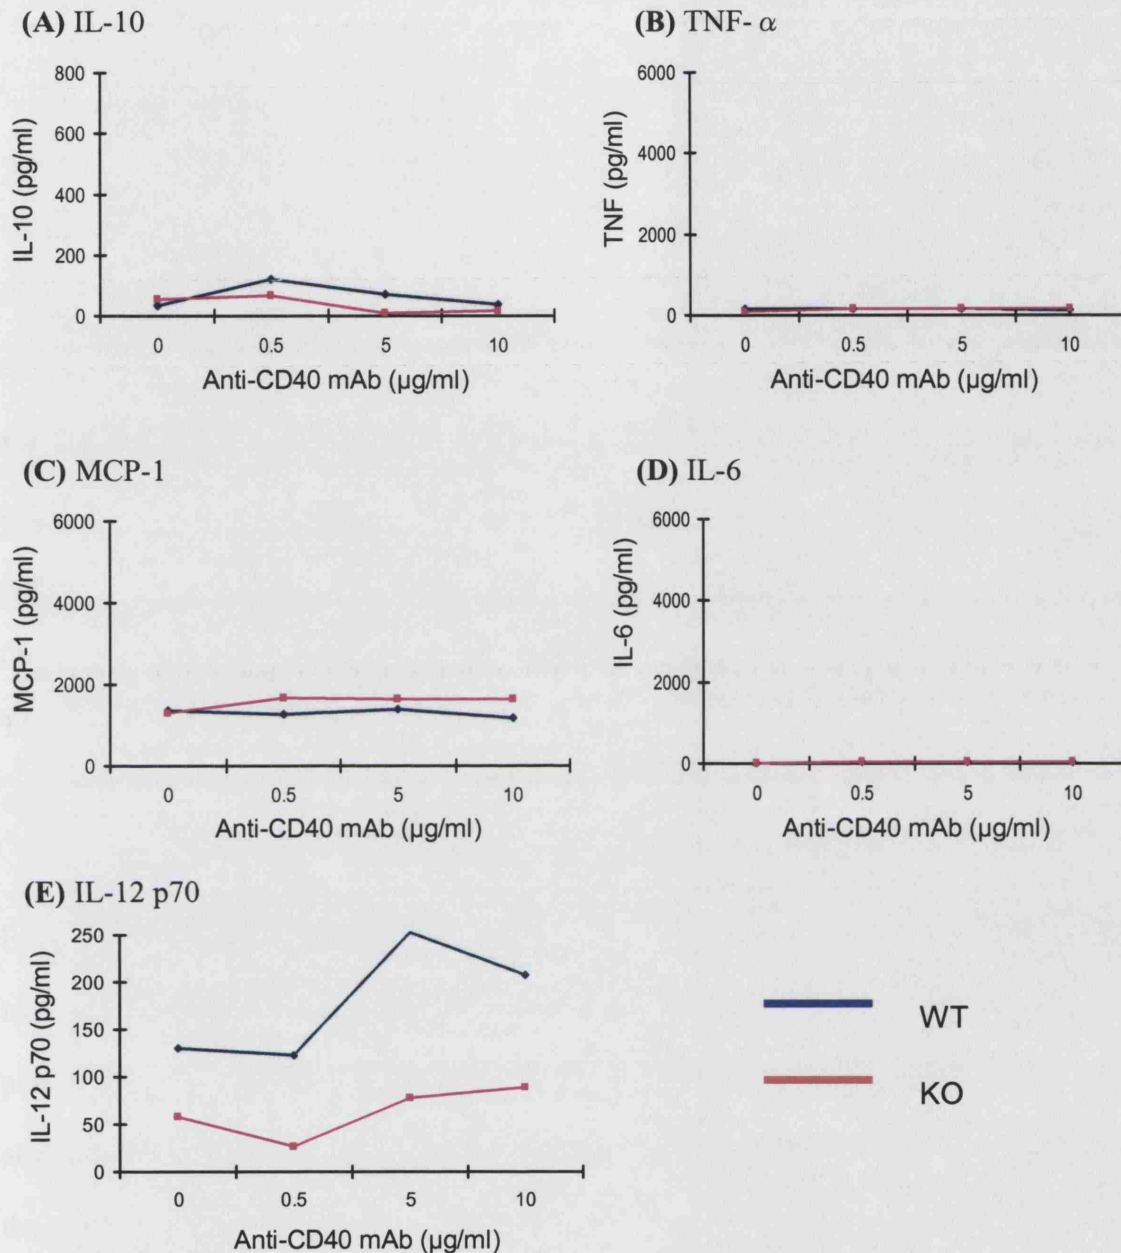 (A) IL-10
800
600
400
200
0
IL-10 (pg/ml)
0 0.5 5 10
Anti-CD40 mAb (µg/ml)
(B) TNF- α
6000
4000
2000
0
TNF (pg/ml)
0 0.5 5 10
Anti-CD40 mAb (µg/ml)
(C) MCP-1
6000
4000
2000
0
MCP-1 (pg/ml)
0 0.5 5 10
Anti-CD40 mAb (µg/ml)
(D) IL-6
6000
4000
2000
0
IL-6 (pg/ml)
0 0.5 5 10
Anti-CD40 mAb (µg/ml)
(E) IL-12 p70
250
200
150
100
50
0
IL-12 p70 (pg/ml)
0 0.5 5 10
Anti-CD40 mAb (µg/ml)
WT
KO